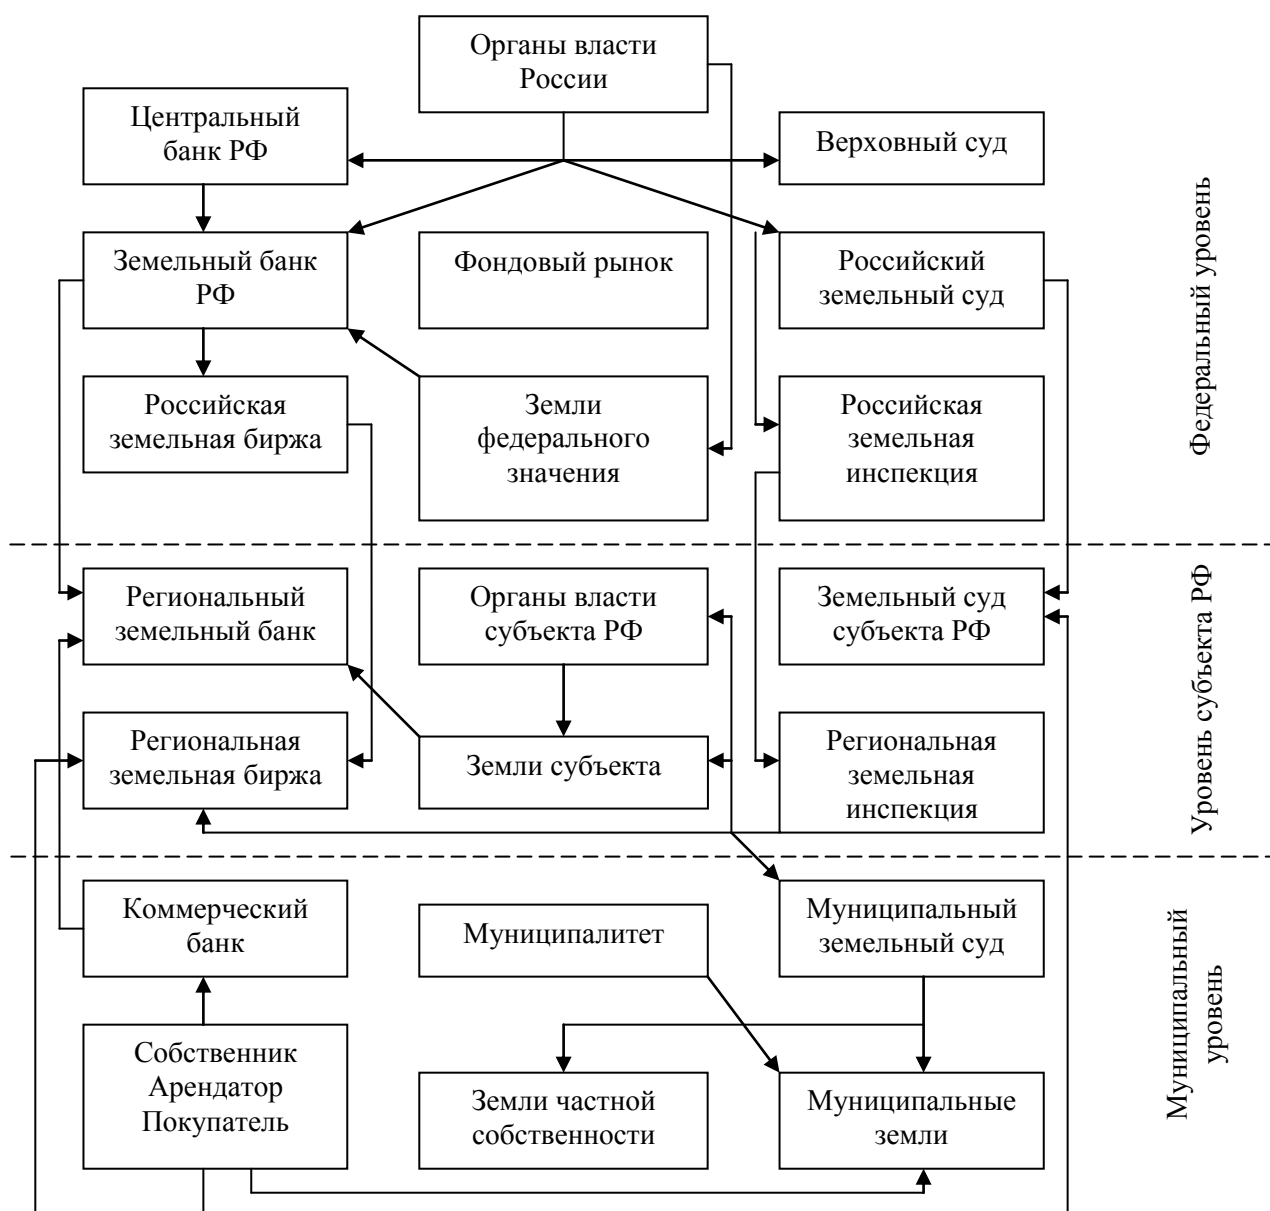 Органы власти
России
Центральный
банк РФ
Верховный суд
Земельный банк
РФ
Фондовый рынок
Российский
земельный суд
Российская
земельная биржа
Земли
федерального
значения
Российская
земельная
инспекция
Федеральный уровень
Региональный
земельный банк
Органы власти
субъекта РФ
Земельный суд
субъекта РФ
Региональная
земельная биржа
Земли субъекта
Региональная
земельная
инспекция
Уровень субъекта РФ
Коммерческий
банк
Муниципалитет
Муниципальный
земельный суд
Собственник
Арендатор
Покупатель
Земли частной
собственности
Муниципальные
земли
Муниципальный
уровень